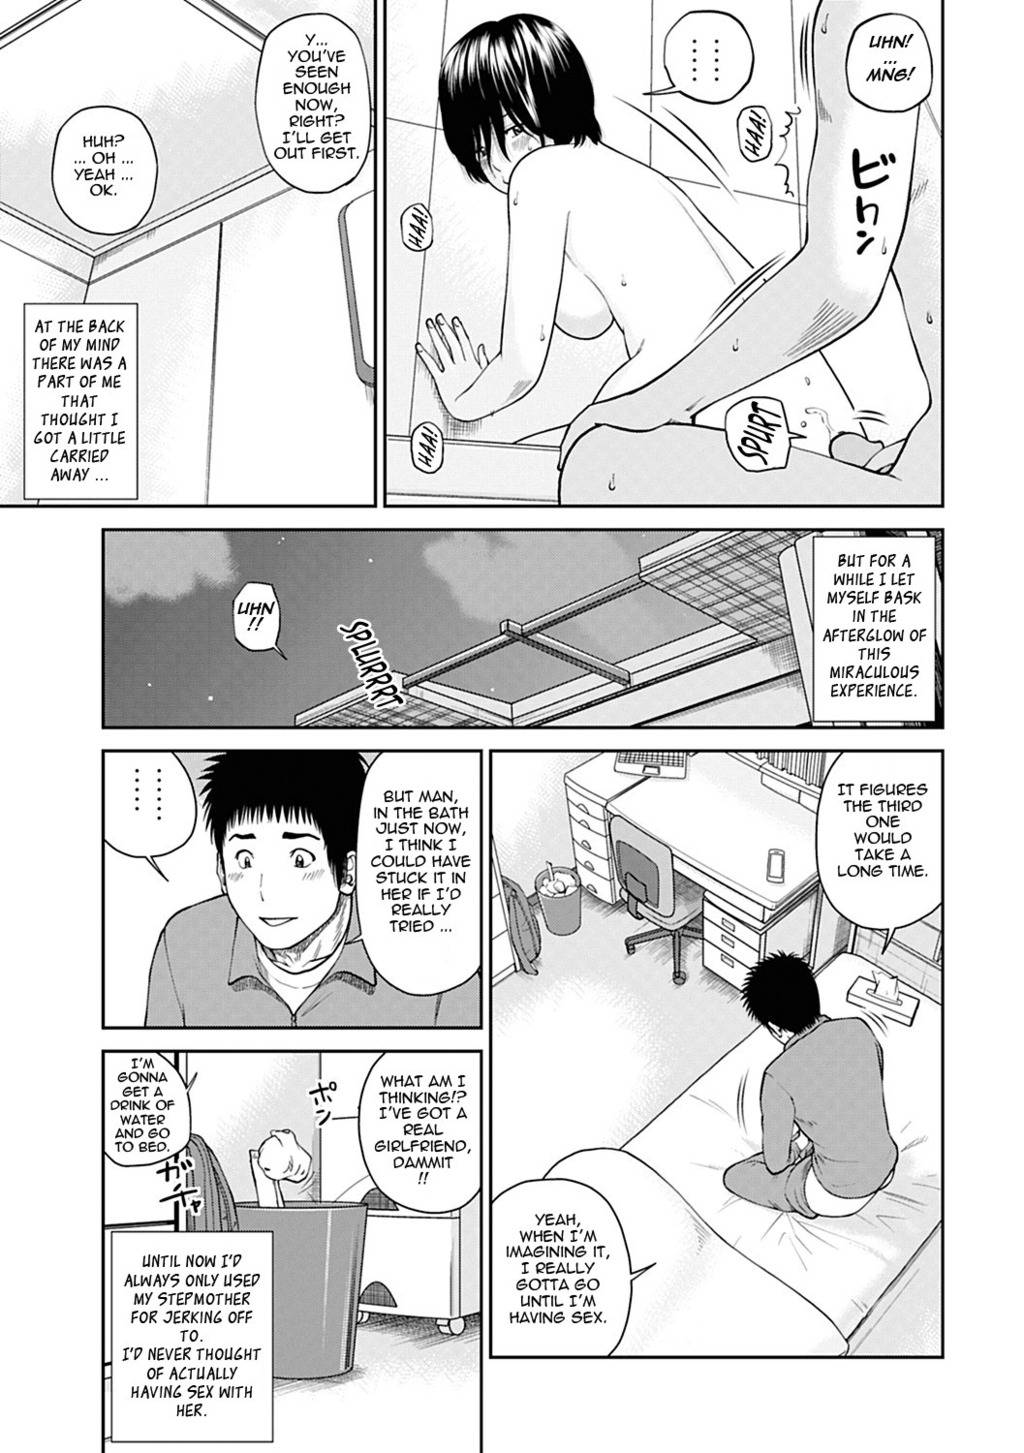 UHN!
...
MNG!
......
HAA!
HAA!
HAA!
ビクン
SPURT
Y...
YOU'VE
SEEN
ENOUGH
NOW,
RIGHT?
I'LL GET
OUT FIRST.
HUH?
... OH ...
YEAH ...
OK.
AT THE BACK
OF MY MIND
THERE WAS A
PART OF ME
THAT
THOUGHT I
GOT A LITTLE
CARRIED
AWAY ...
BUT FOR A
WHILE I LET
MYSELF BASK
IN THE
AFTERGLOW OF
THIS
MIRACULOUS
EXPERIENCE.
SPLURRRT
UHN
!!
IT FIGURES
THE THIRD
ONE
WOULD
TAKE A
LONG TIME.
YEAH,
WHEN I'M
IMAGINING IT,
I REALLY
GOTTA GO
UNTIL I'M
HAVING SEX.
BUT MAN,
IN THE BATH
JUST NOW,
I THINK I
COULD HAVE
STUCK IT IN
HER IF I'D
REALLY
TRIED ...
......
WHAT AM I
THINKING!?
I'VE GOT A
REAL
GIRLFRIEND,
DAMMIT
!!
ポン
I'M
GONNA
GET A
DRINK OF
WATER
AND GO
TO BED.
ガチャ
UNTIL NOW I'D
ALWAYS ONLY USED
MY STEPMOTHER
FOR JERKING OFF
TO.
I'D NEVER THOUGHT
OF ACTUALLY
HAVING SEX WITH
HER.